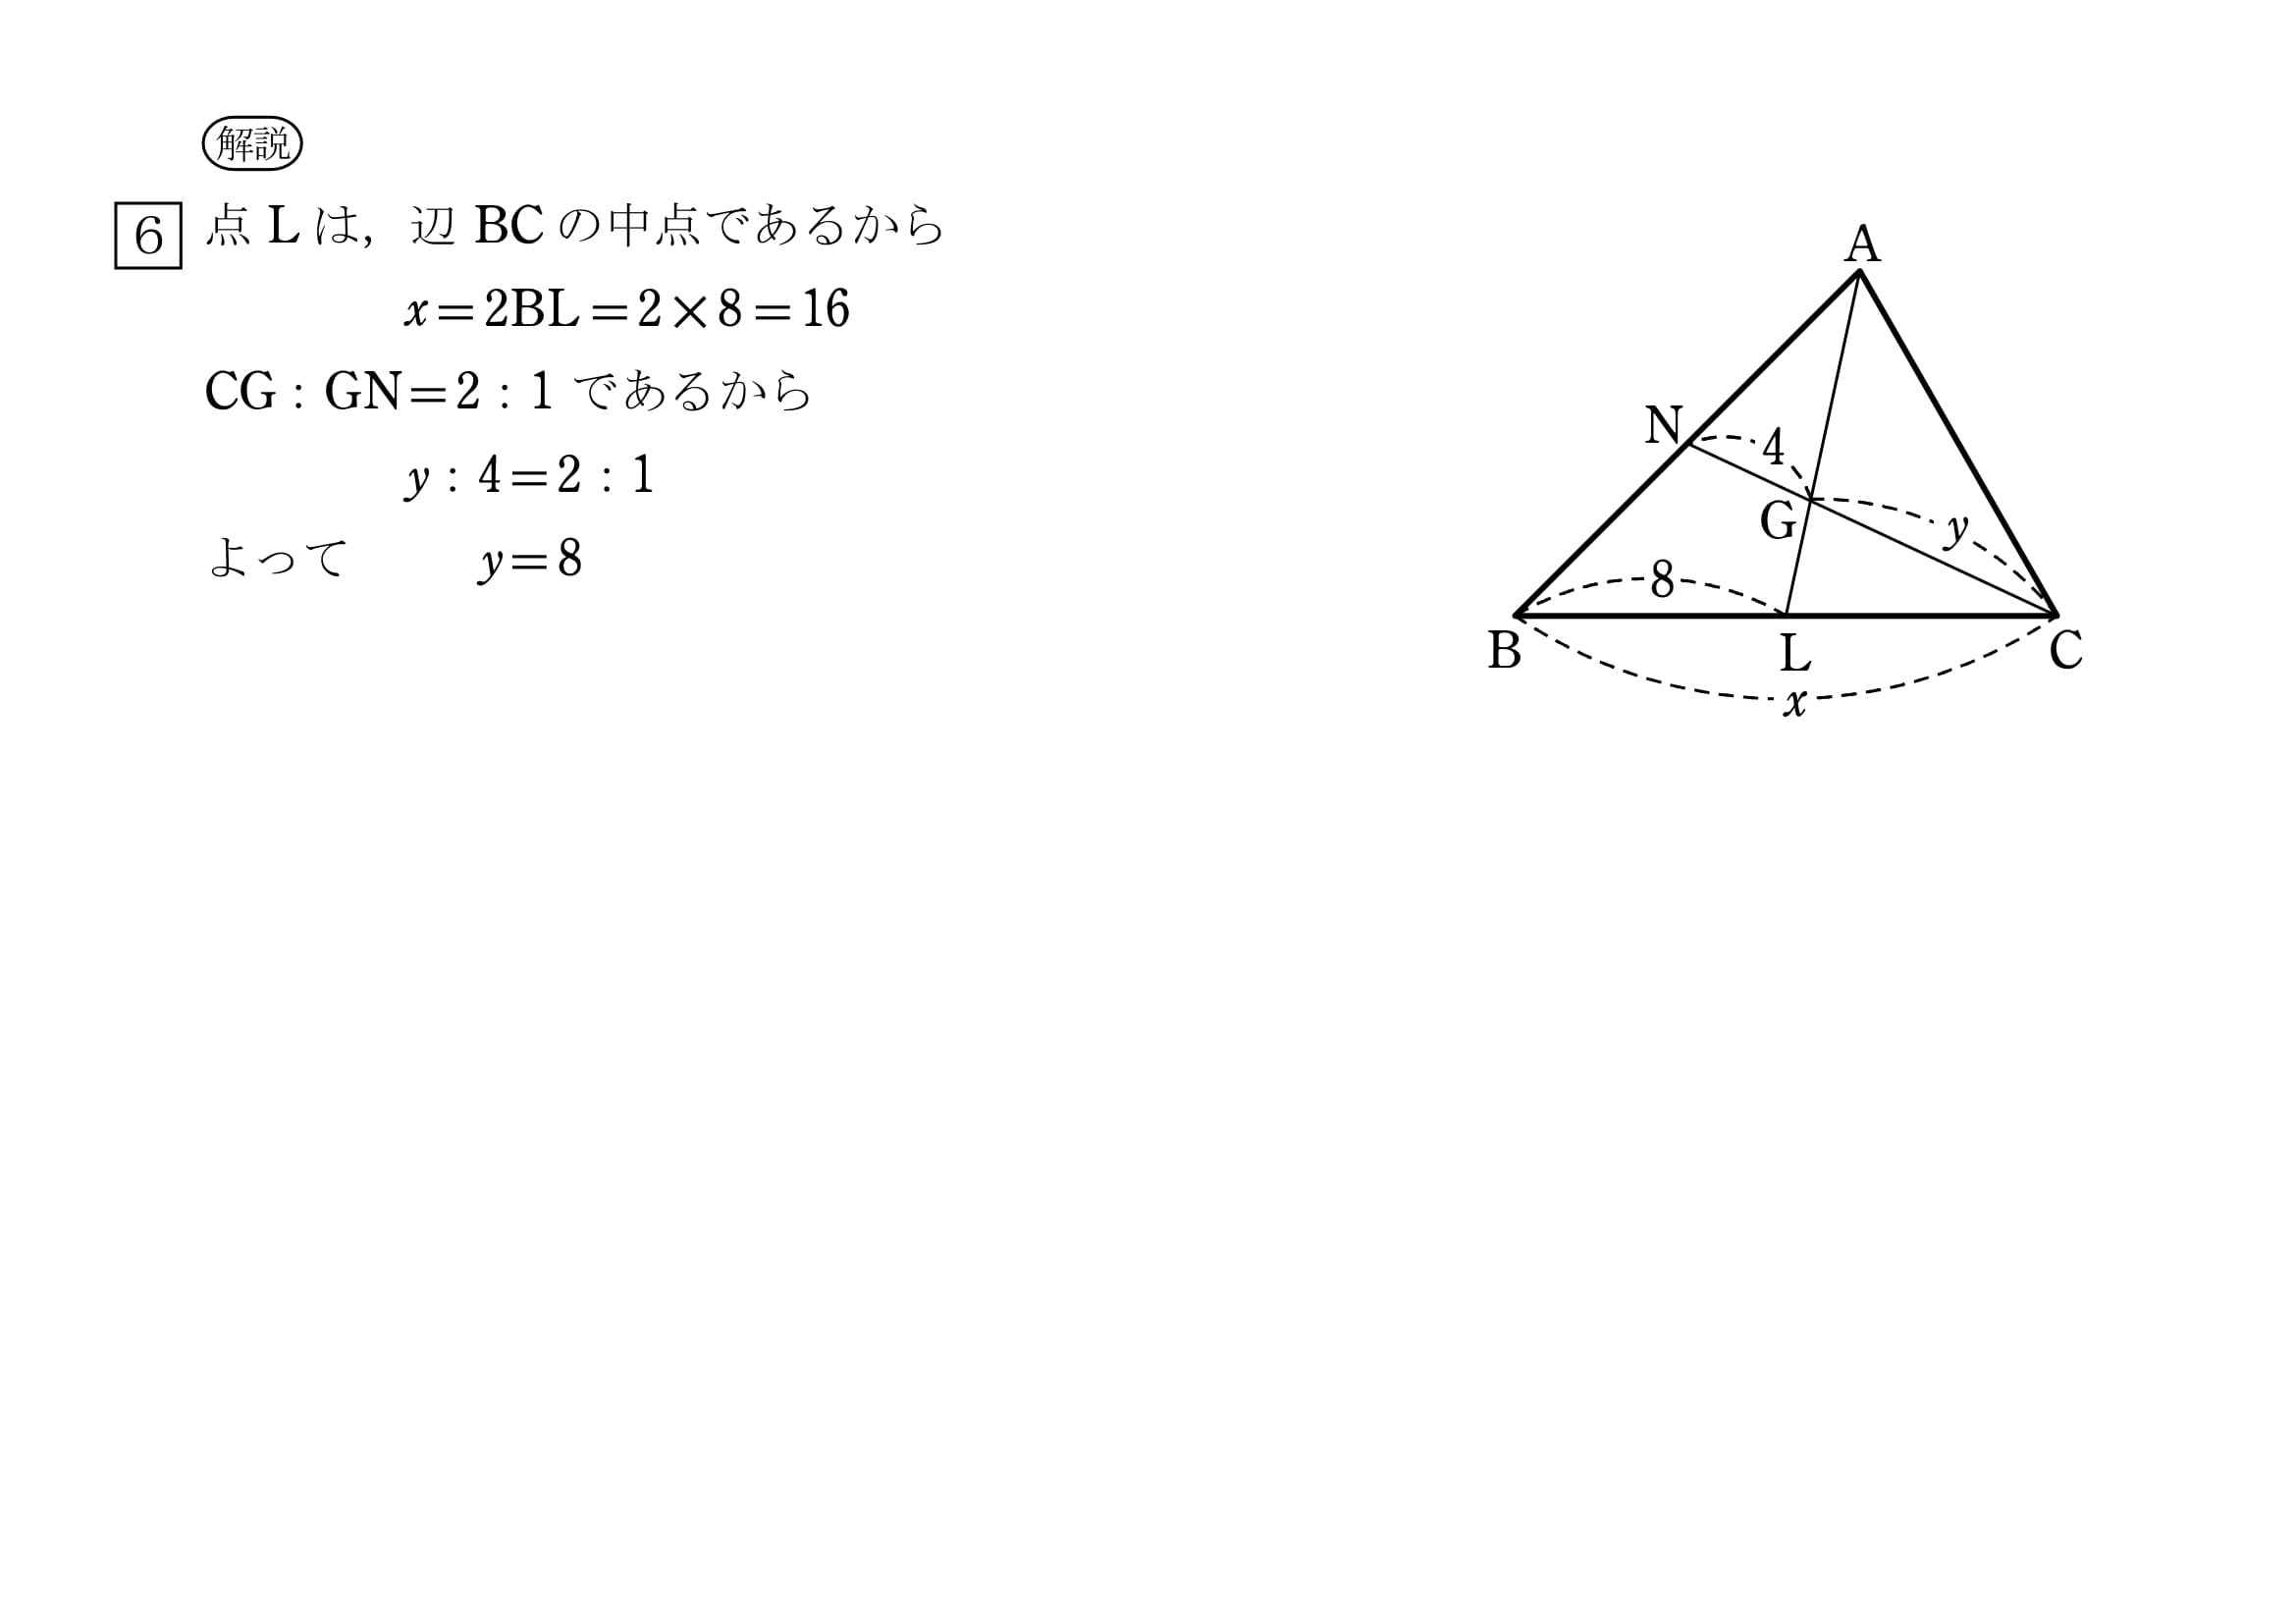 解説
6 点 L は，辺 BC の中点であるから
x=2BL=2×8=16
CG：GN=2：1 であるから
y：4=2：1
よって y=8
A
N
4
G
y
8
B
L
C
x